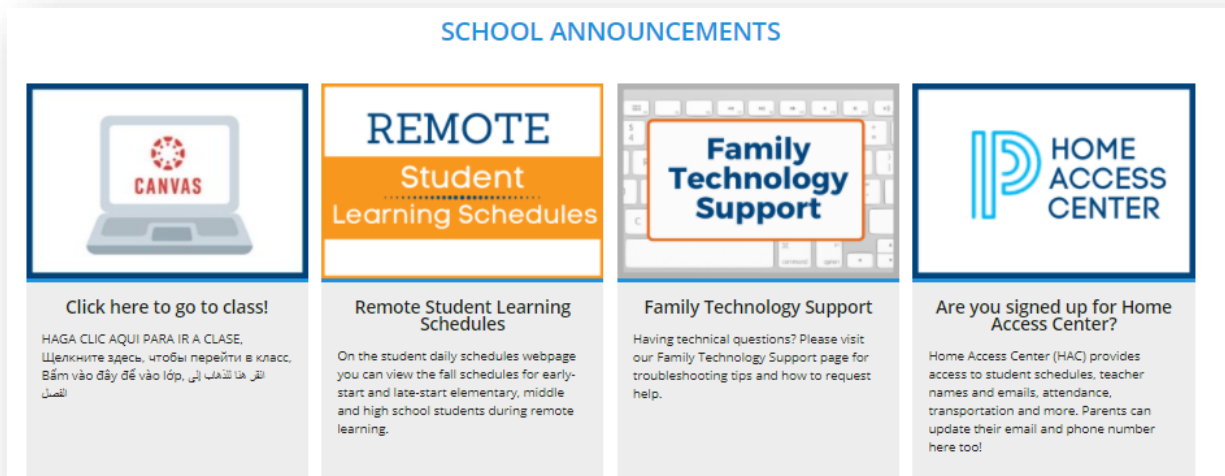 SCHOOL ANNOUNCEMENTS
CANVAS
Click here to go to class!
HAGA CLIC AQUI PARA IR A CLASE,
Щелкните здесь, чтобы перейти в класс,
Bấm vào đây để vào lớp, انقر هنا للذهاب إلى
الفصل
REMOTE
Student
Learning Schedules
Remote Student Learning
Schedules
On the student daily schedules webpage
you can view the fall schedules for early-
start and late-start elementary, middle
and high school students during remote
learning.
Family
Technology
Support
Family Technology Support
Having technical questions? Please visit
our Family Technology Support page for
troubleshooting tips and how to request
help.
HOME
ACCESS
CENTER
Are you signed up for Home
Access Center?
Home Access Center (HAC) provides
access to student schedules, teacher
names and emails, attendance,
transportation and more. Parents can
update their email and phone number
here too!